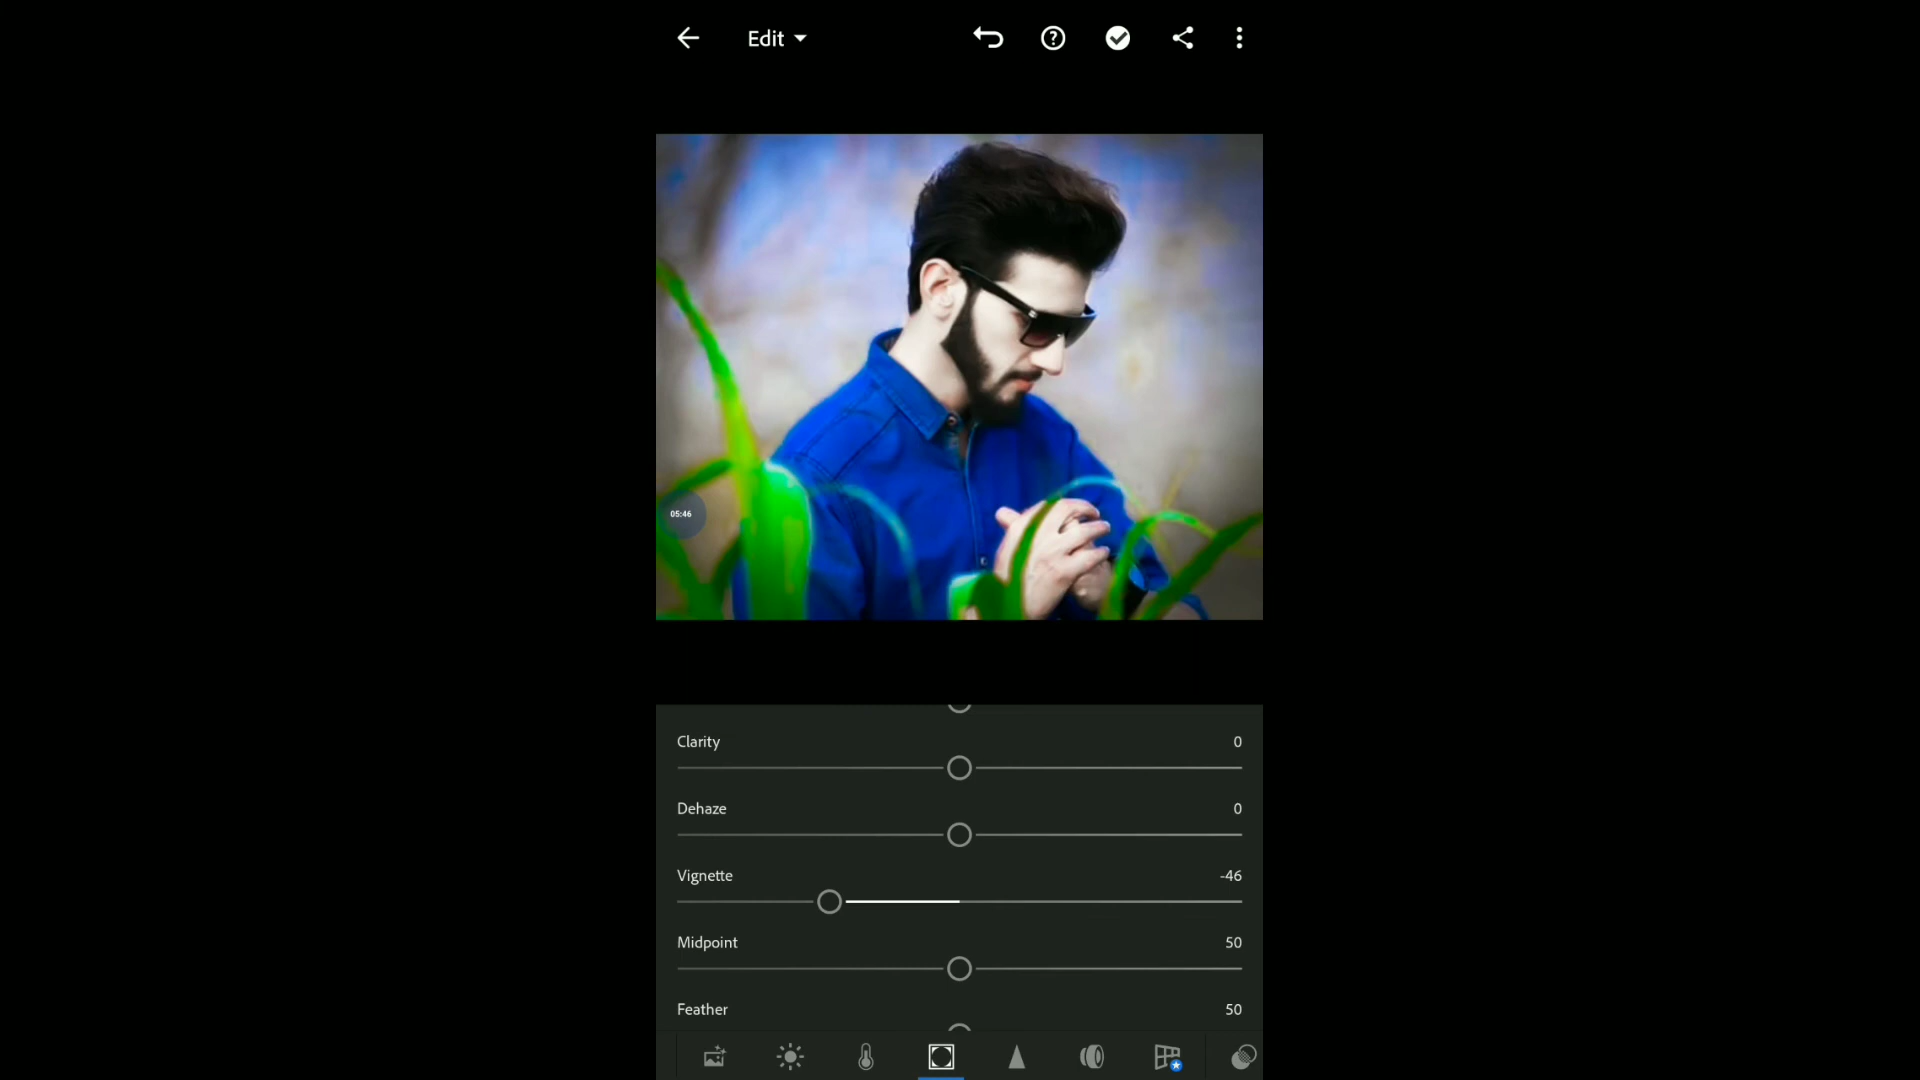 Edit
05:46
Clarity 0
Dehaze 0
Vignette -46
Midpoint 50
Feather 50